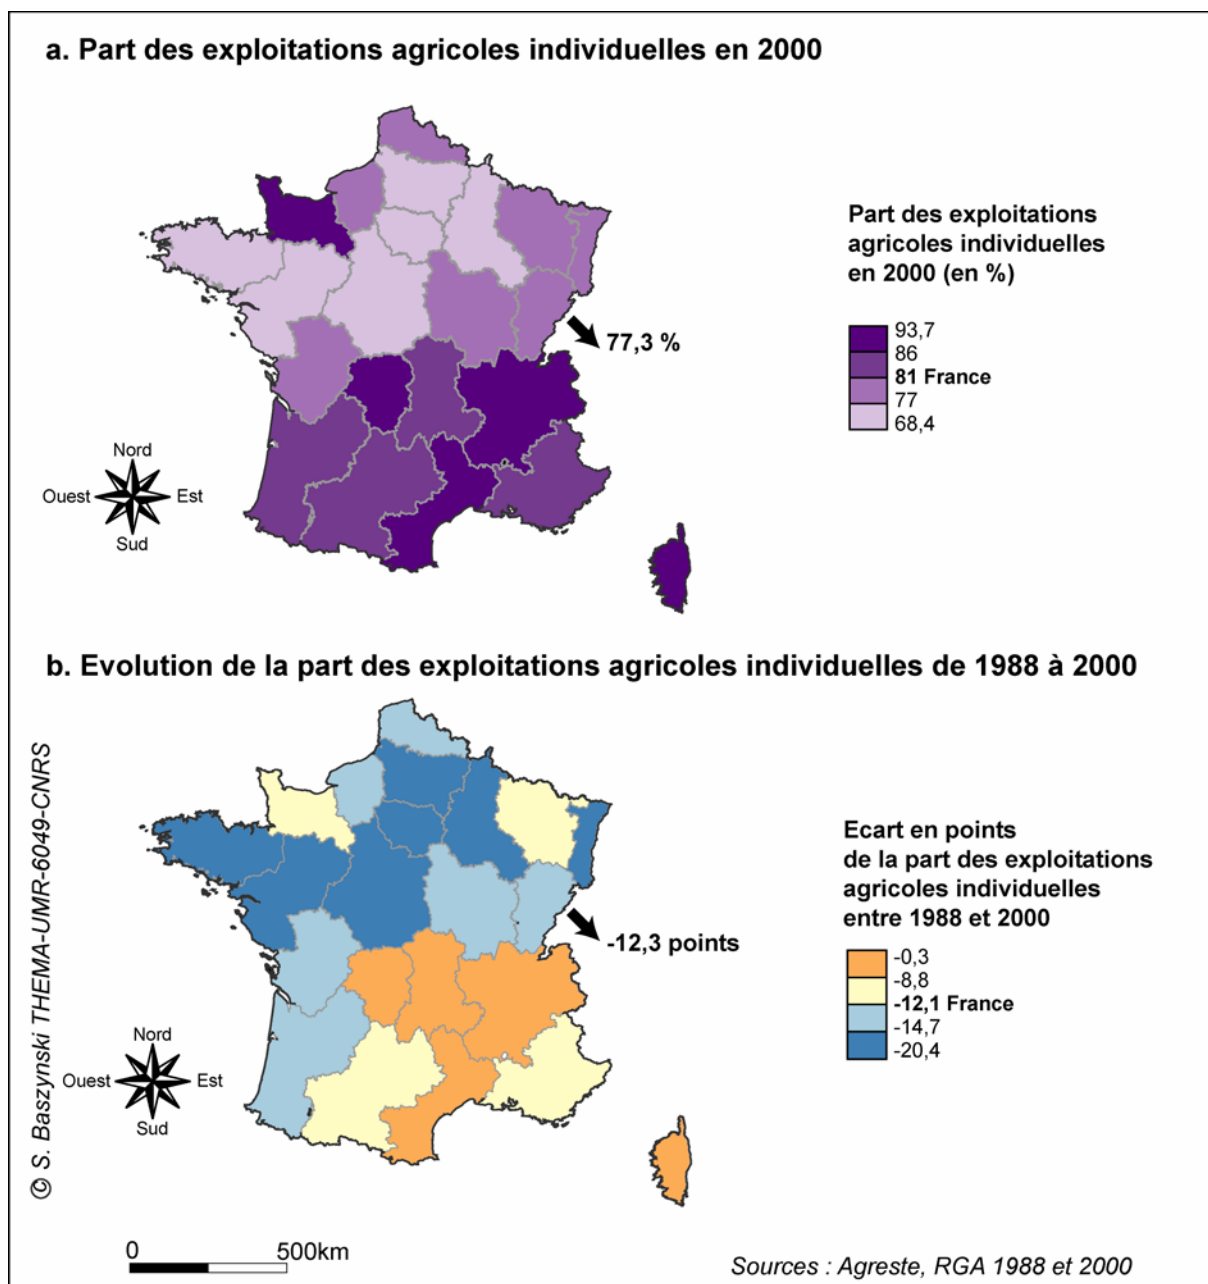 a. Part des exploitations agricoles individuelles en 2000
Part des exploitations
agricoles individuelles
en 2000 (en %)
77,3 %
93,7
86
81 France
77
68,4
Nord
Ouest
Est
Sud
b. Evolution de la part des exploitations agricoles individuelles de 1988 à 2000
© S. Baszynski THEMA-UMR-6049-CNRS
Ecart en points
de la part des exploitations
agricoles individuelles
entre 1988 et 2000
-12,3 points
-0,3
-8,8
-12,1 France
-14,7
-20,4
Nord
Ouest
Est
Sud
0
500km
Sources : Agreste, RGA 1988 et 2000